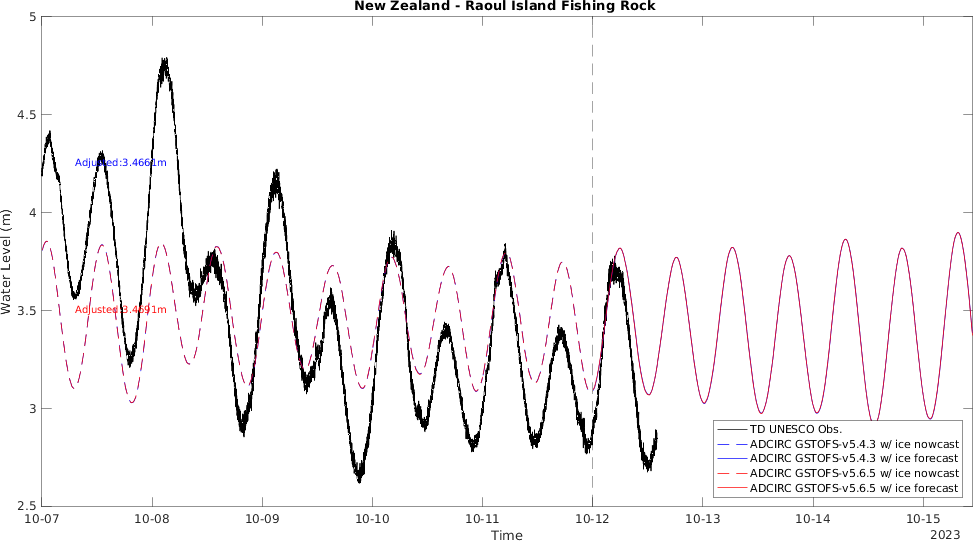 New Zealand - Raoul Island Fishing Rock
5
4.5
4
3.5
3
2.5
Water Level (m)
Adjusted:3.4661m
Adjusted:3.4691m
TD UNESCO Obs.
ADCIRC GSTOFS-v5.4.3 w/ ice nowcast
ADCIRC GSTOFS-v5.4.3 w/ ice forecast
ADCIRC GSTOFS-v5.6.5 w/ ice nowcast
ADCIRC GSTOFS-v5.6.5 w/ ice forecast
10-07 10-08 10-09 10-10 10-11 10-12 10-13 10-14 10-15
Time
2023